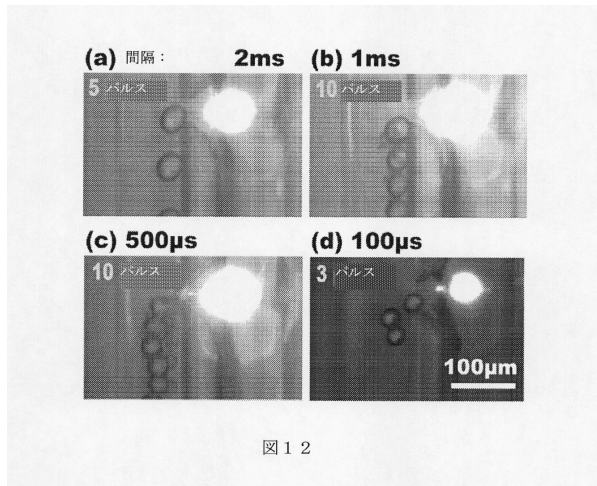 (a) 間隔： 2ms
(b) 1ms
5 パルス
10 パルス
(c) 500µs
(d) 100µs
10 パルス
3 パルス
100µm
図１２